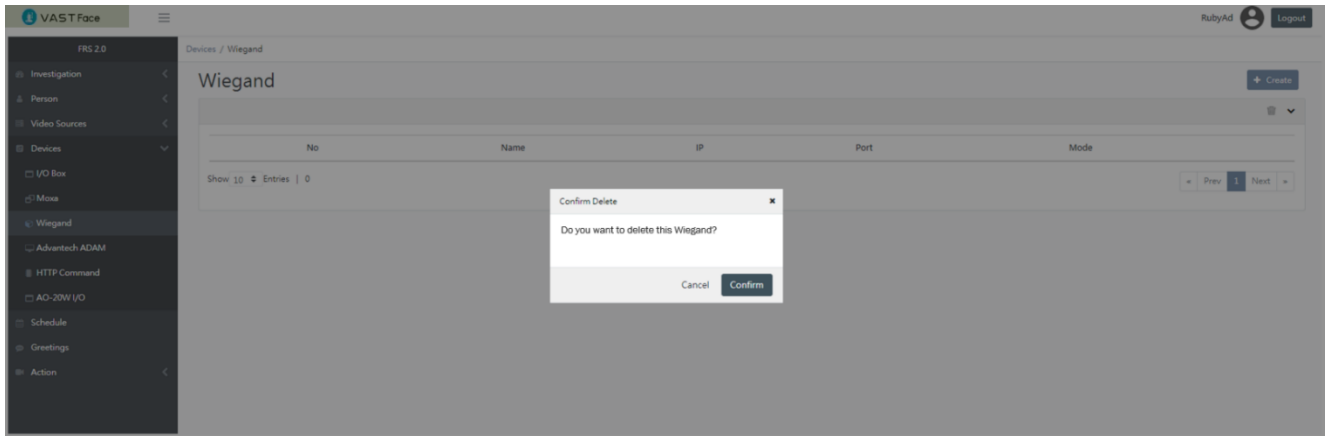 VAST Face
RubyAd
Logout
FRS 2.0
Devices / Wiegand
Investigation
Wiegand
+ Create
Person
Video Sources
Devices
No Name IP Port Mode
I/O Box
Show 10 Entries | 0
« Prev 1 Next »
Moxa
Confirm Delete
Wiegand
Do you want to delete this Wiegand?
Advantech ADAM
HTTP Command
Cancel
Confirm
AO-20W I/O
Schedule
Greetings
Action